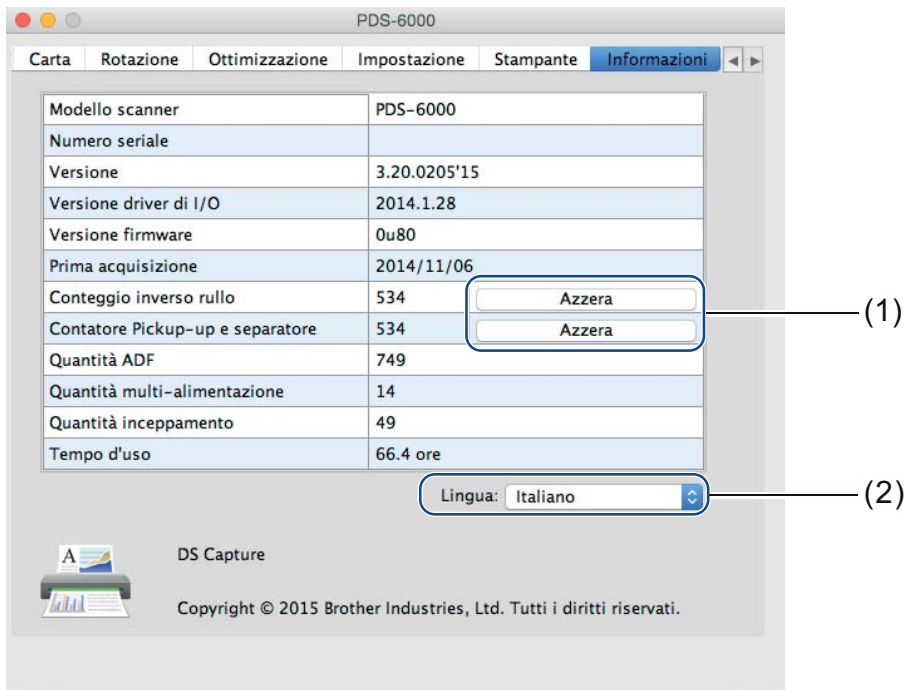 PDS-6000
Carta Rotazione Ottimizzazione Impostazione Stampante Informazioni
Modello scanner PDS-6000
Numero seriale
Versione 3.20.0205'15
Versione driver di I/O 2014.1.28
Versione firmware 0u80
Prima acquisizione 2014/11/06
Conteggio inverso rullo 534 Azzera
(1)
Contatore Pickup-up e separatore 534 Azzera
Quantità ADF 749
Quantità multi-alimentazione 14
Quantità inceppamento 49
Tempo d'uso 66.4 ore
Lingua: Italiano
(2)
A
DS Capture
Copyright © 2015 Brother Industries, Ltd. Tutti i diritti riservati.